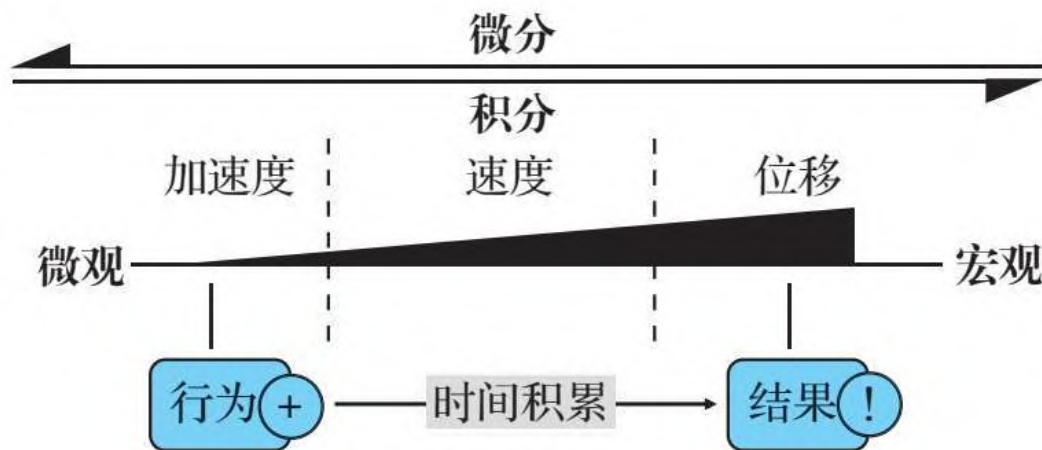 微分
积分
加速度 速度 位移
微观 宏观
行为 + 时间积累 结果 !